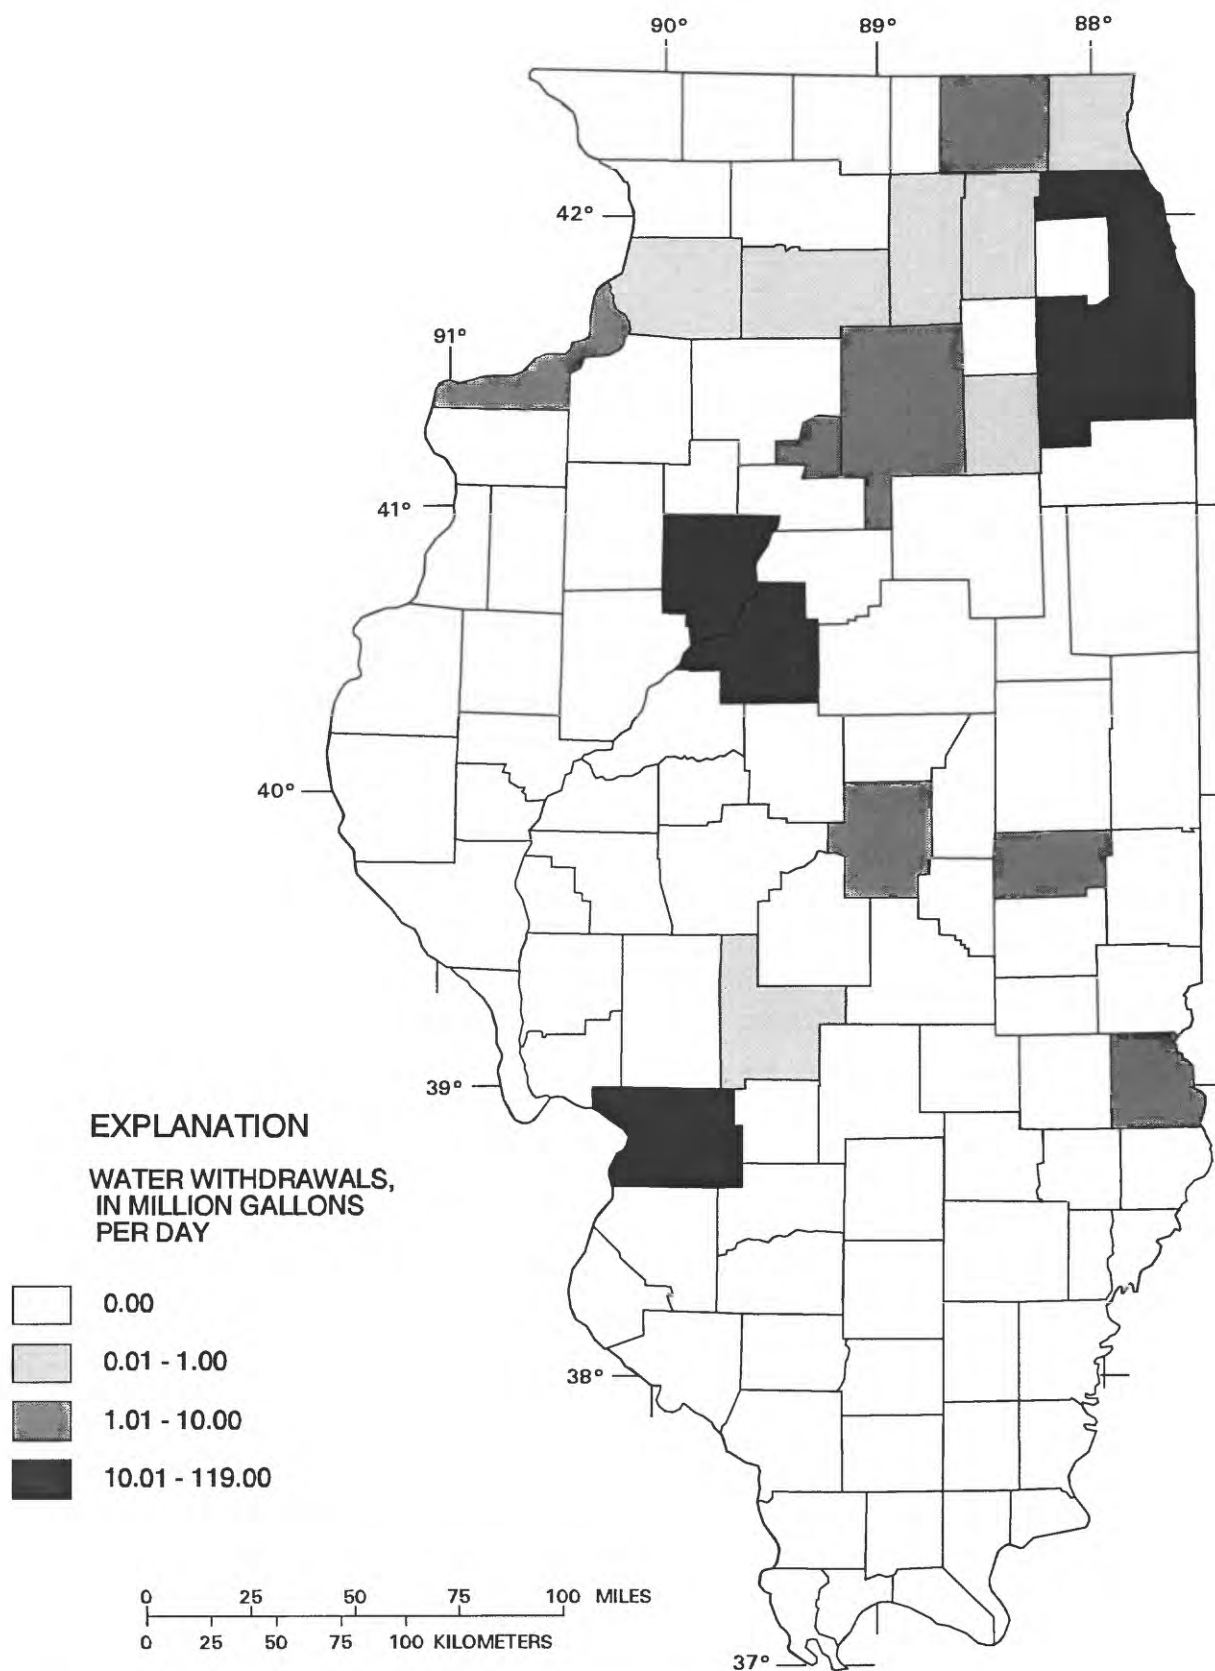 90° 89° 88°
42°
91°
41°
40°
39°
EXPLANATION
WATER WITHDRAWALS,
IN MILLION GALLONS
PER DAY
0.00
0.01 - 1.00
38°
1.01 - 10.00
10.01 - 119.00
0 25 50 75 100 MILES
0 25 50 75 100 KILOMETERS
37°